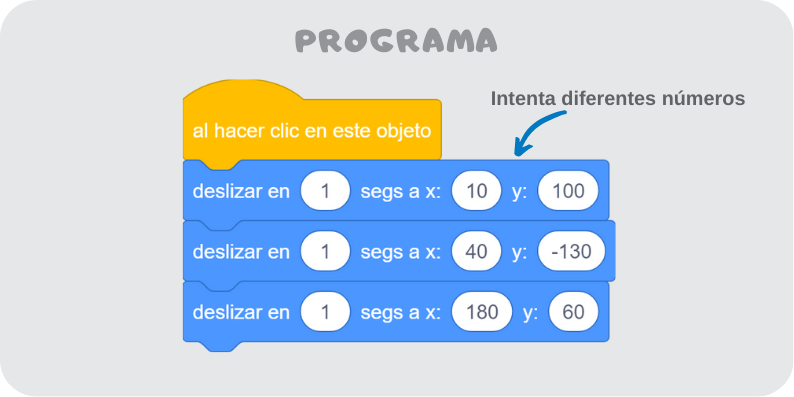 PROGRAMA
Intenta diferentes números
al hacer clic en este objeto
deslizar en 1 segs a x: 10 y: 100
deslizar en 1 segs a x: 40 y: -130
deslizar en 1 segs a x: 180 y: 60